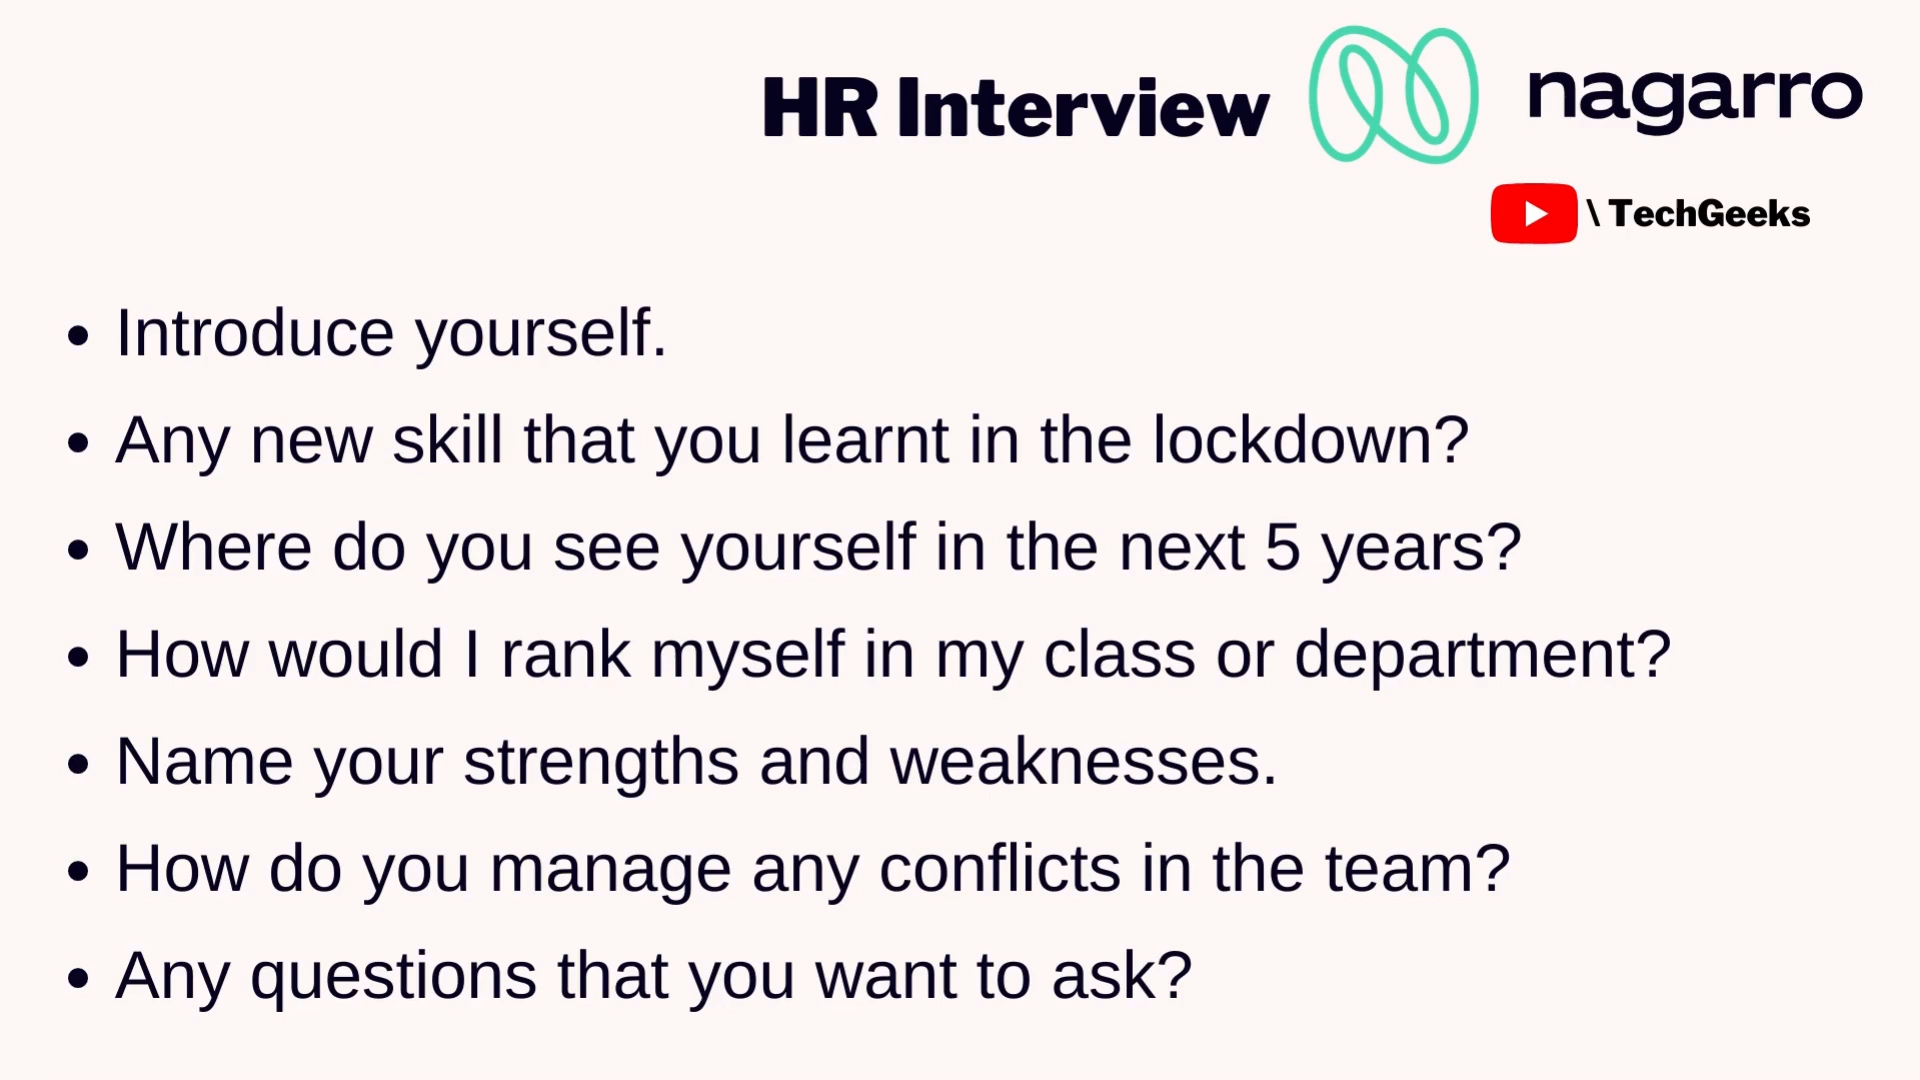 HR Interview
nagarro
\ TechGeeks
• Introduce yourself.
• Any new skill that you learnt in the lockdown?
• Where do you see yourself in the next 5 years?
• How would I rank myself in my class or department?
• Name your strengths and weaknesses.
• How do you manage any conflicts in the team?
• Any questions that you want to ask?